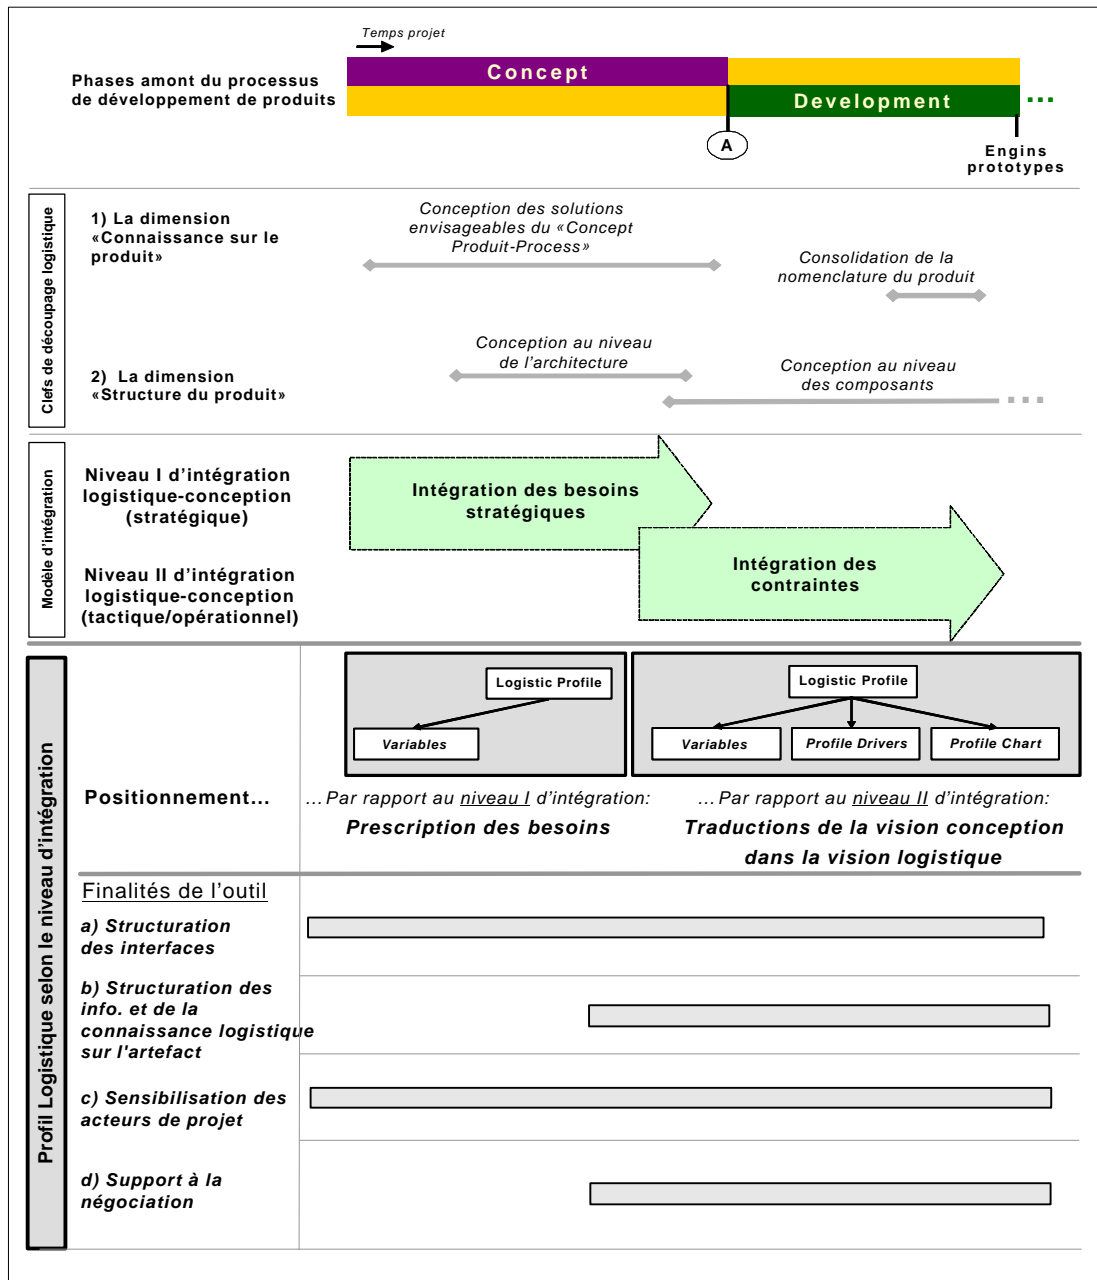 Temps projet
Phases amont du processus
de développement de produits
Concept
Development
...
A
Engins
prototypes
Clefs de découpage logistique
1) La dimension
«Connaissance sur le
produit»
Conception des solutions
envisageables du «Concept
Produit-Process»
Consolidation de la
nomenclature du produit
2) La dimension
«Structure du produit»
Conception au niveau
de l’architecture
Conception au niveau
des composants
...
Modèle d’intégration
Niveau I d’intégration
logistique-conception
(stratégique)
Intégration des besoins
stratégiques
Niveau II d’intégration
logistique-conception
(tactique/opérationnel)
Intégration des
contraintes
Profil Logistique selon le niveau d’intégration
Positionnement...
Logistic Profile
Variables
Logistic Profile
Variables
Profile Drivers
Profile Chart
...Par rapport au niveau I d’intégration:
Prescription des besoins
...Par rapport au niveau II d’intégration:
Traductions de la vision conception
dans la vision logistique
Finalités de l’outil
a) Structuration
des interfaces
b) Structuration des
info. et de la
connaissance logistique
sur l'artefact
c) Sensibilisation des
acteurs de projet
d) Support à la
négociation